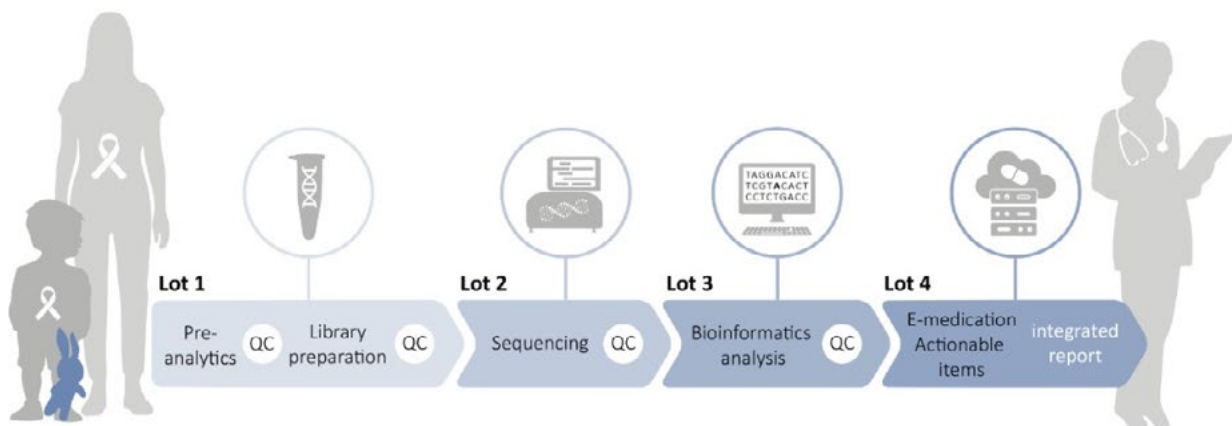 TAGGACATC
TCGTACACT
CCTCTGACC
Lot 1
Lot 2
Lot 3
Lot 4
Pre-
analytics
QC
Library
preparation
QC
Sequencing
QC
Bioinformatics
analysis
QC
E-medication
Actionable
items
integrated
report